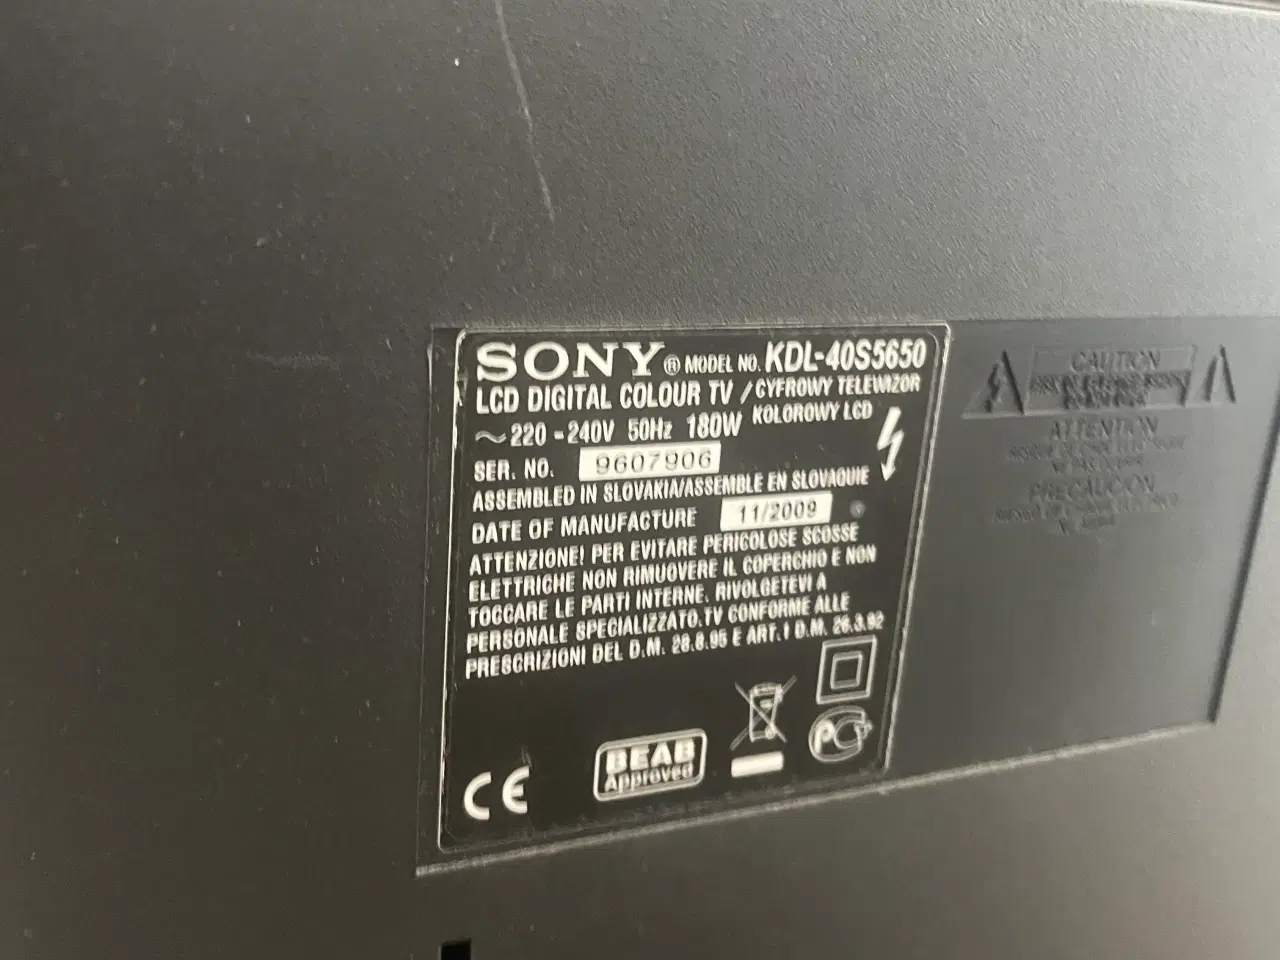 SONY® MODEL NO. KDL-40S5650
LCD DIGITAL COLOUR TV / CYFROWY TELEWIZOR
KOLOROWY LCD
~ 220 - 240V 50Hz 180W
SER. NO. 9607906
ASSEMBLED IN SLOVAKIA/ASSEMBLE EN SLOVAQUIE
DATE OF MANUFACTURE 11/2009
ATTENZIONE! PER EVITARE PERICOLOSE SCOSSE
ELETTRICHE NON RIMUOVERE IL COPERCHIO E NON
TOCCARE LE PARTI INTERNE. RIVOLGETEVI A
PERSONALE SPECIALIZZATO.TV CONFORME ALLE
PRESCRIZIONI DEL D.M. 28.8.95 E ART.1 D.M. 26.3.92
CE
BEAB
Approved
CAUTION
ATTENTION
PRECAUCION